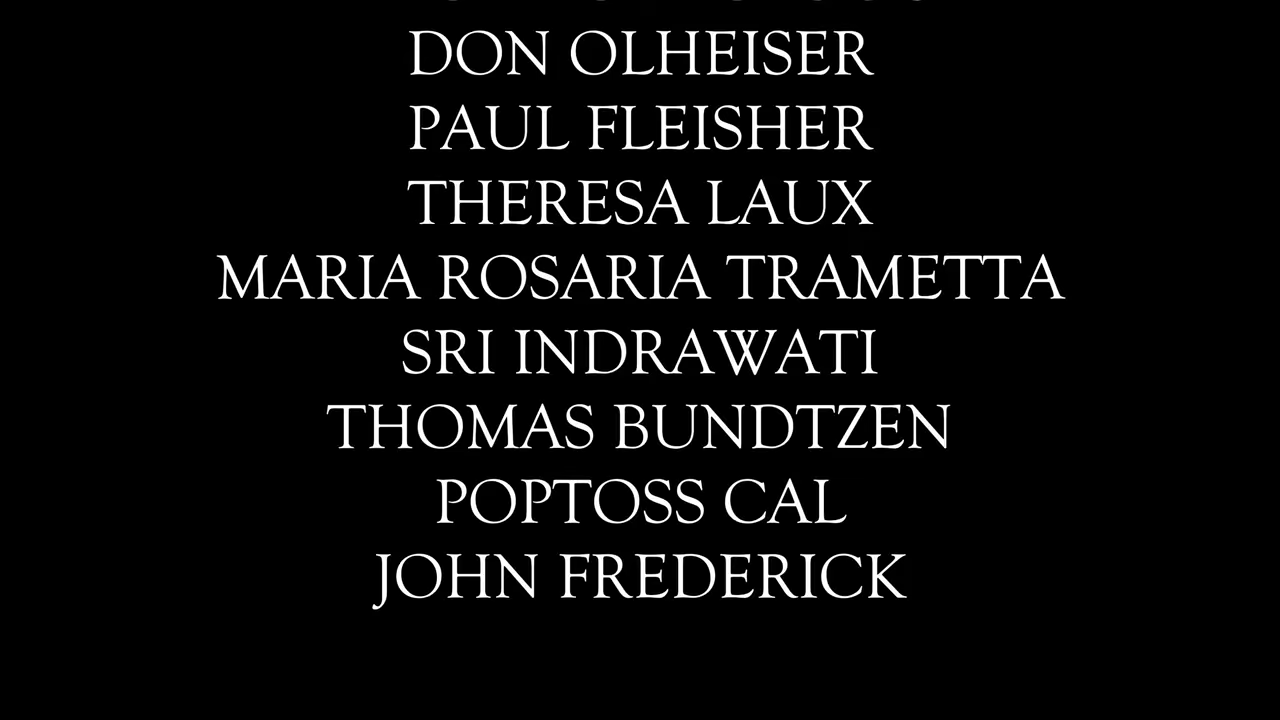 DON OLHEISER
PAUL FLEISHER
THERESA LAUX
MARIA ROSARIA TRAMETTA
SRI INDRAWATI
THOMAS BUNDTZEN
POPTOSS CAL
JOHN FREDERICK